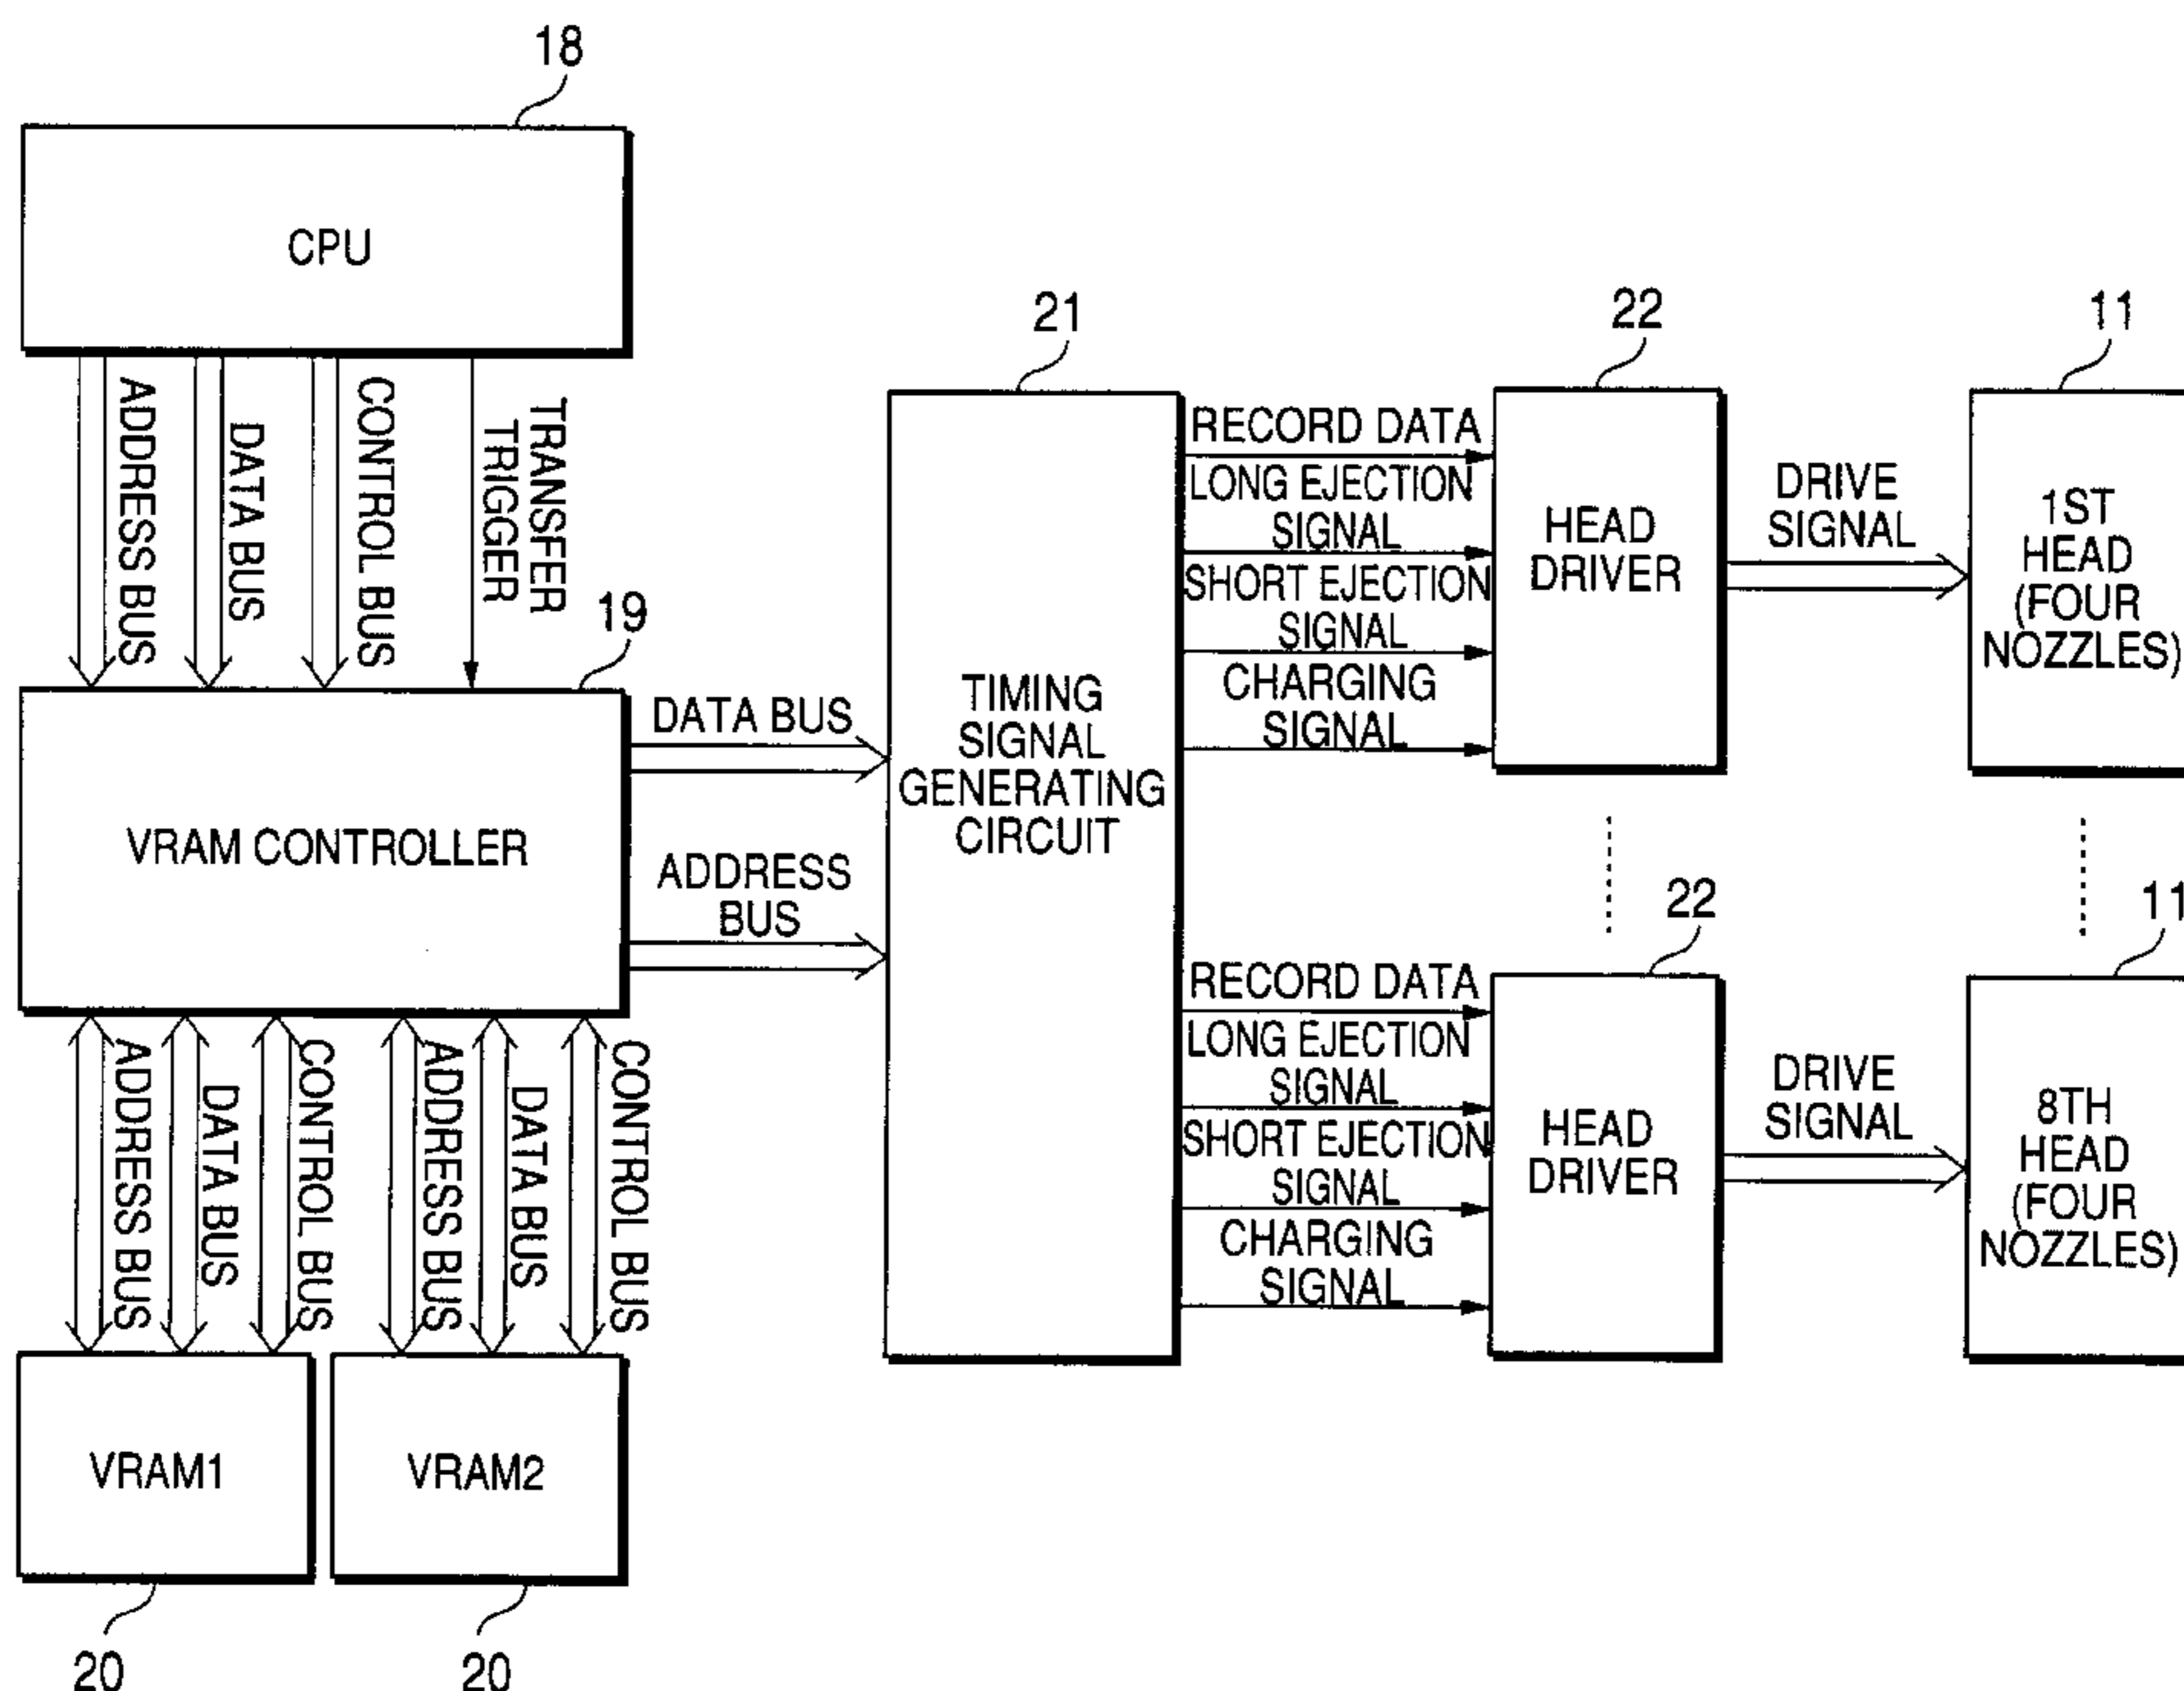 18
CPU
ADDRESS BUS
DATA BUS
CONTROL BUS
TRANSFER
TRIGGER
19
VRAM CONTROLLER
DATA BUS
ADDRESS
BUS
ADDRESS BUS
DATA BUS
CONTROL BUS
ADDRESS BUS
DATA BUS
CONTROL BUS
VRAM1
VRAM2
20
20
21
TIMING
SIGNAL
GENERATING
CIRCUIT
RECORD DATA
LONG EJECTION
SIGNAL
SHORT EJECTION
SIGNAL
CHARGING
SIGNAL
22
HEAD
DRIVER
DRIVE
SIGNAL
11
1ST
HEAD
(FOUR
NOZZLES)
RECORD DATA
LONG EJECTION
SIGNAL
SHORT EJECTION
SIGNAL
CHARGING
SIGNAL
22
HEAD
DRIVER
DRIVE
SIGNAL
11
8TH
HEAD
(FOUR
NOZZLES)